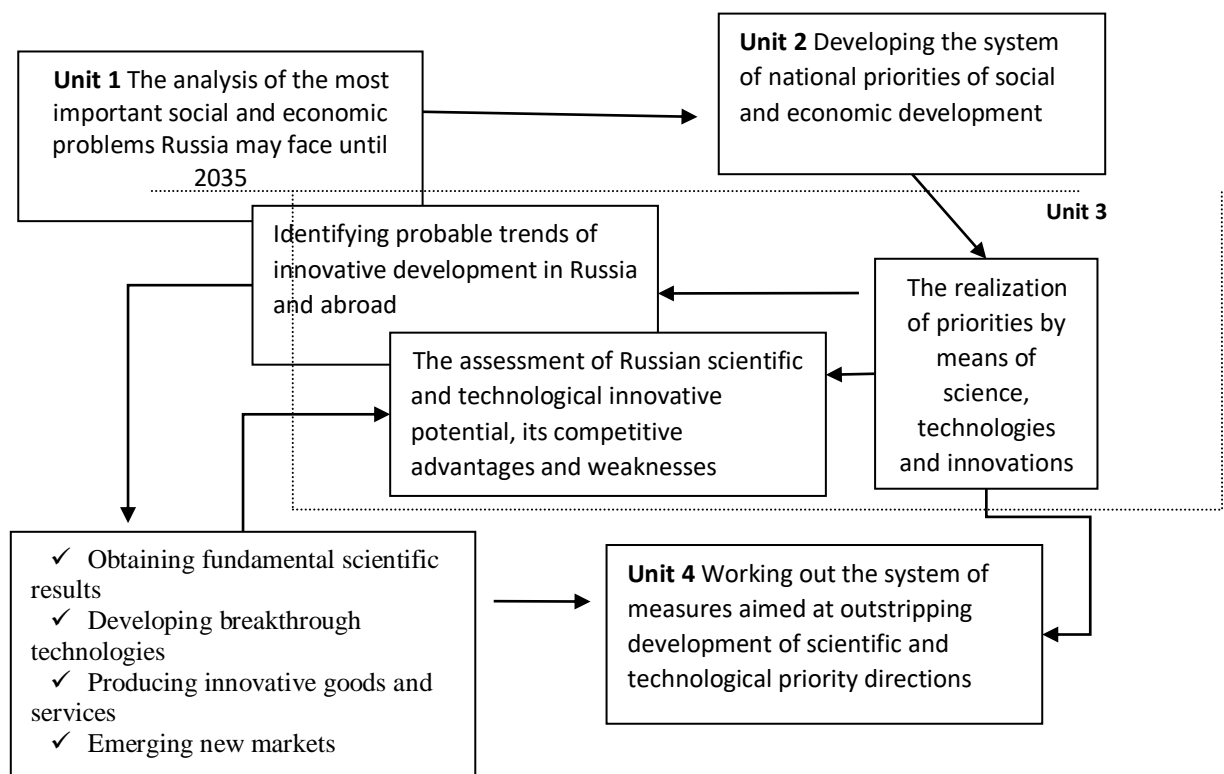 Unit 1 The analysis of the most
important social and economic
problems Russia may face until
2035
Unit 2 Developing the system
of national priorities of social
and economic development
Unit 3
Identifying probable trends of
innovative development in Russia
and abroad
The realization
of priorities by
means of
science,
technologies
and innovations
The assessment of Russian scientific
and technological innovative
potential, its competitive
advantages and weaknesses
✓ Obtaining fundamental scientific
results
✓ Developing breakthrough
technologies
✓ Producing innovative goods and
services
✓ Emerging new markets
Unit 4 Working out the system of
measures aimed at outstripping
development of scientific and
technological priority directions